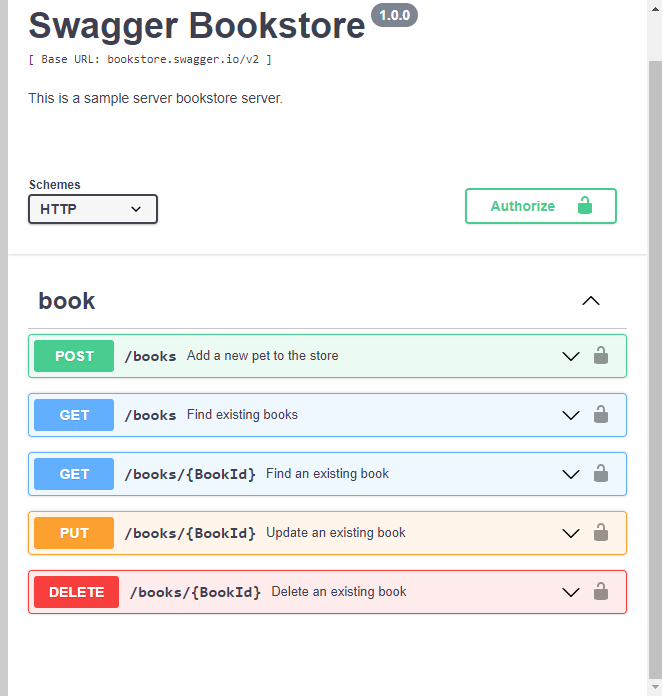 Swagger Bookstore 1.0.0
[ Base URL: bookstore.swagger.io/v2 ]
This is a sample server bookstore server.
Schemes
HTTP
Authorize
book
POST /books Add a new pet to the store
GET /books Find existing books
GET /books/{BookId} Find an existing book
PUT /books/{BookId} Update an existing book
DELETE /books/{BookId} Delete an existing book